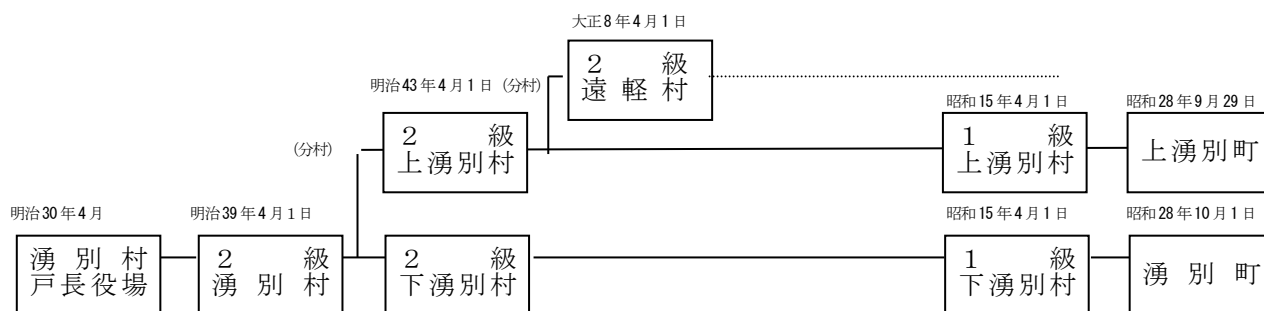 大正8年4月1日
2 級
遠軽村
明治43年4月1日 (分村)
昭和15年4月1日
昭和28年9月29日
(分村)
2 級
上湧別村
1 級
上湧別村
上湧別町
明治30年4月
明治39年4月1日
昭和15年4月1日
昭和28年10月1日
湧別村
戸長役場
2 級
湧別村
2 級
下湧別村
1 級
下湧別村
湧別町